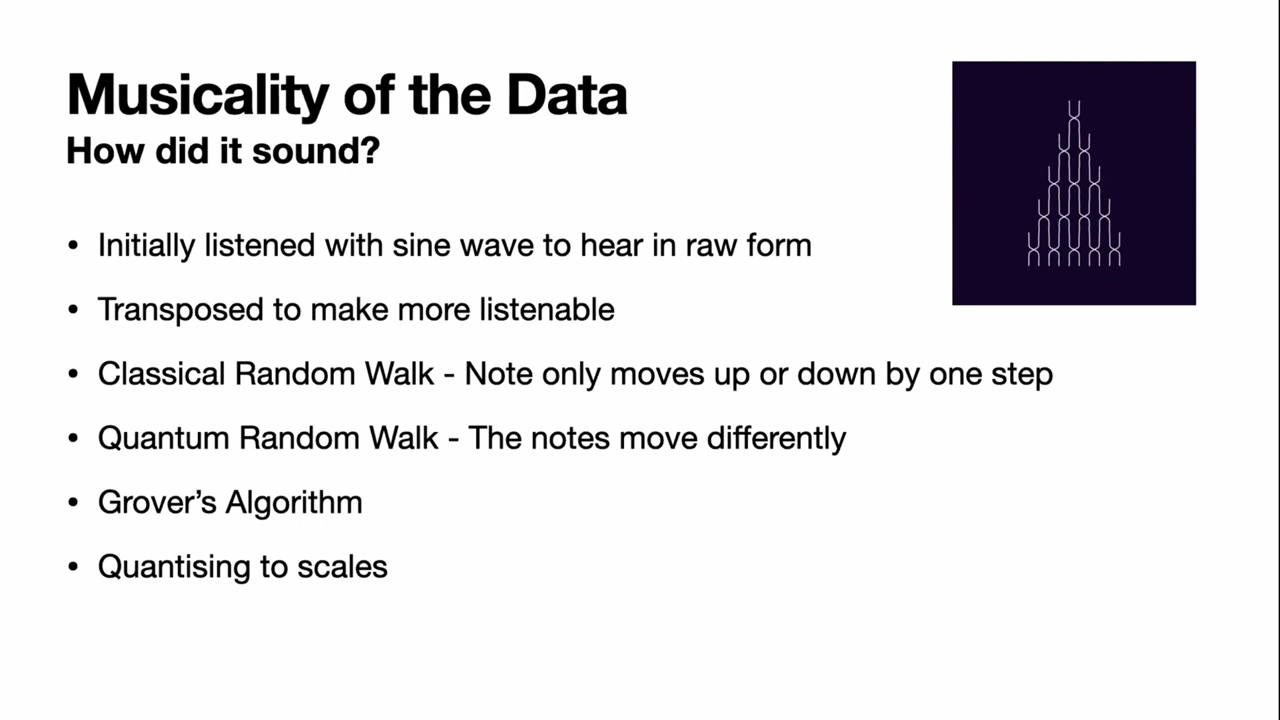 Musicality of the Data
How did it sound?
• Initially listened with sine wave to hear in raw form
• Transposed to make more listenable
• Classical Random Walk - Note only moves up or down by one step
• Quantum Random Walk - The notes move differently
• Grover’s Algorithm
• Quantising to scales